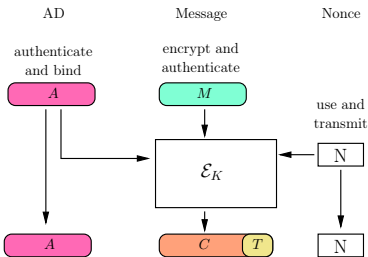 AD
Message
Nonce
authenticate
and bind
encrypt and
authenticate
use and
transmit
A
M
N
ℰ_K
A
C
T
N